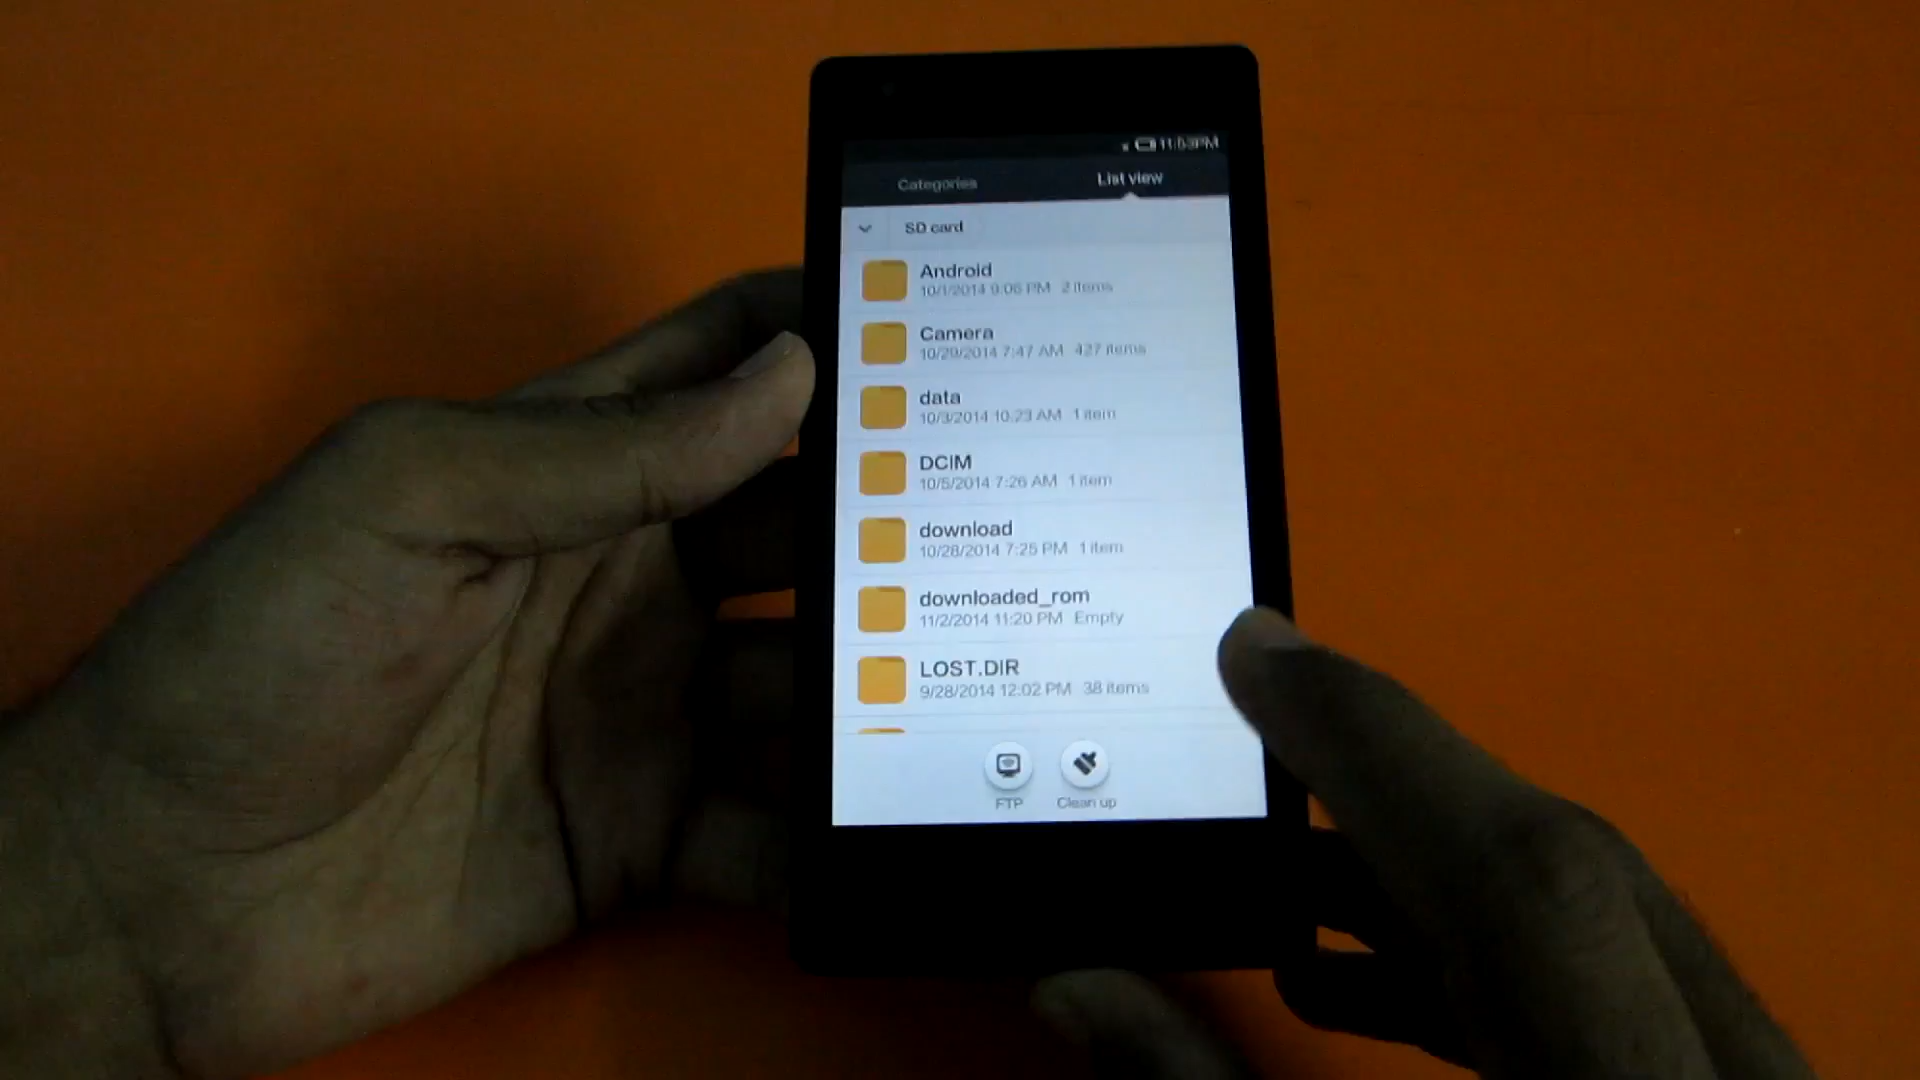 11:53PM
Categories List view
SD card
Android
10/1/2014 9:06 PM 2 items
Camera
10/29/2014 7:47 AM 427 items
data
10/3/2014 10:23 AM 1 item
DCIM
10/5/2014 7:26 AM 1 item
download
10/28/2014 7:25 PM 1 item
downloaded_rom
11/2/2014 11:20 PM Empty
LOST.DIR
9/28/2014 12:02 PM 38 items
FTP Clean up